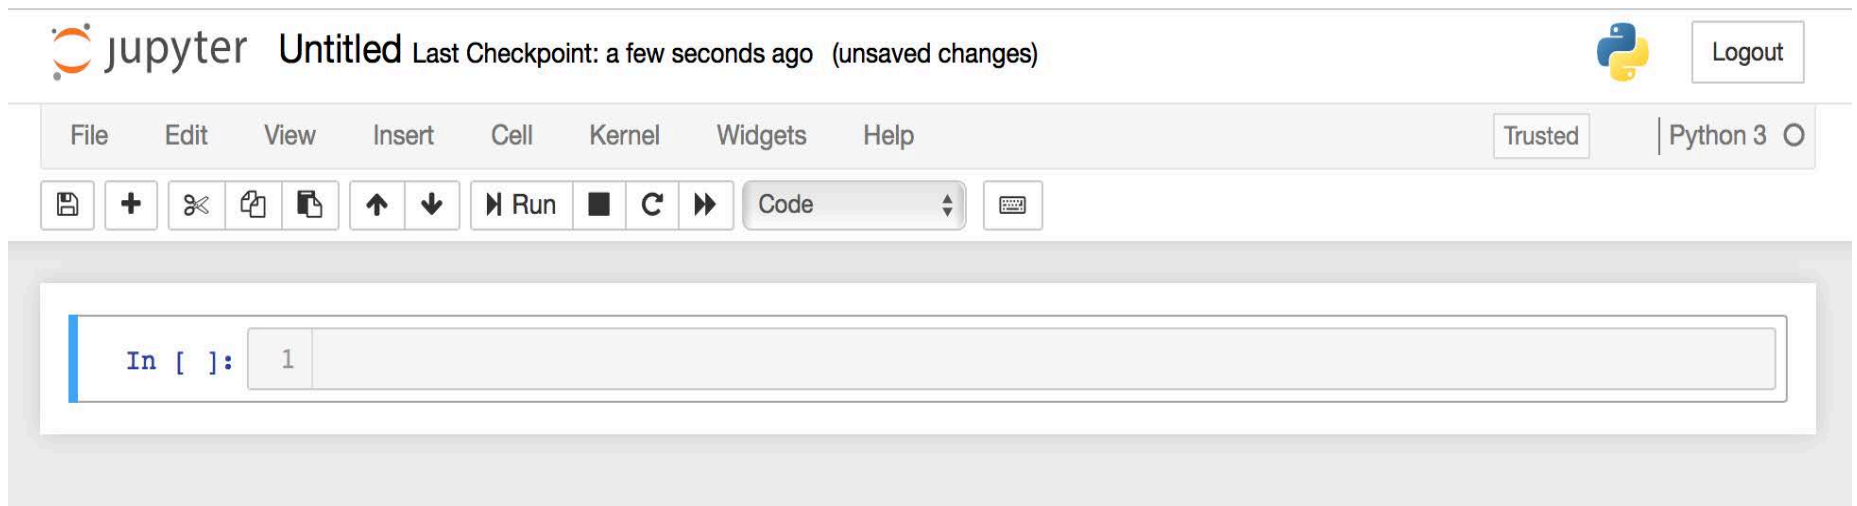 jupyter Untitled Last Checkpoint: a few seconds ago (unsaved changes) Logout
File Edit View Insert Cell Kernel Widgets Help Trusted Python 3
Run Code
In [ ]: 1